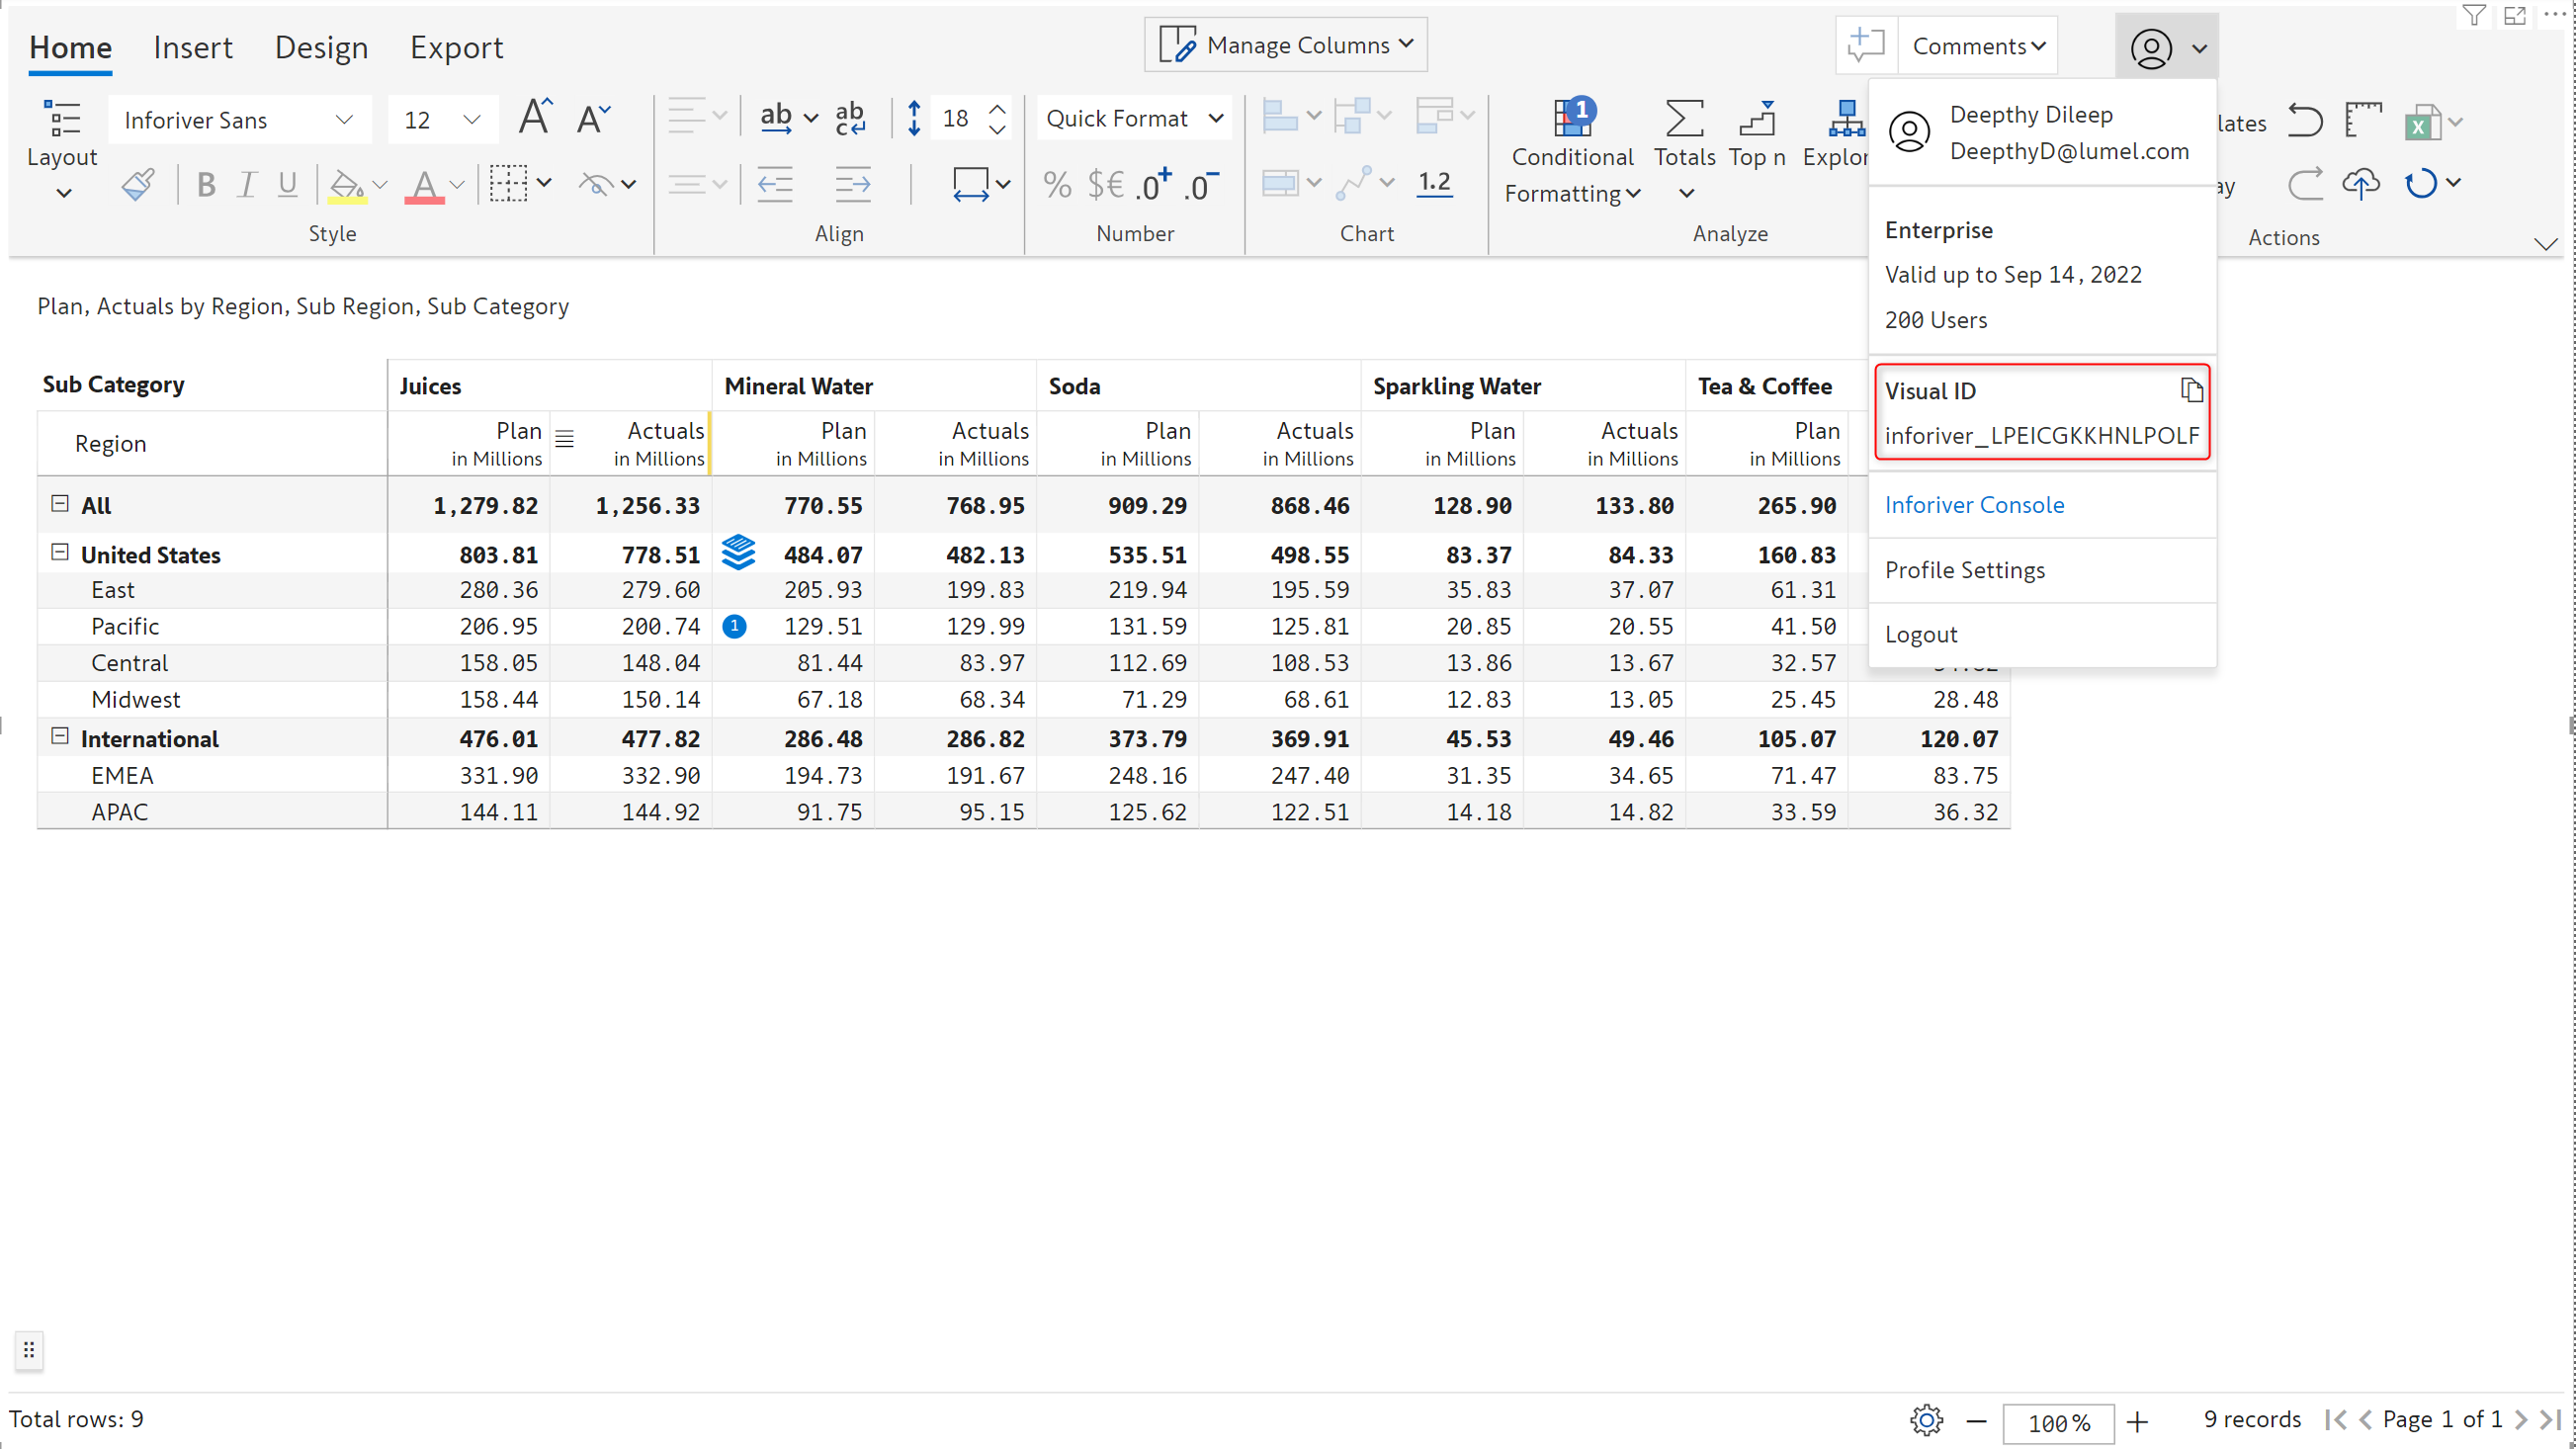 Home Insert Design Export Manage Columns Comments
Inforiver Sans 12 18 Quick Format
Layout
Conditional Formatting Totals Top n
Style Align Number Chart Analyze Actions
ab ab c
B I U A % $€ .0 .0 1.2
1
Deepthy Dileep
DeepthyD@lumel.com
Enterprise
Valid up to Sep 14, 2022
200 Users
Visual ID
inforiver_LPEICGKKHNLPOLF
Inforiver Console
Profile Settings
Logout
Plan, Actuals by Region, Sub Region, Sub Category
Sub Category Juices Mineral Water Soda Sparkling Water Tea & Coffee
Region Plan Actuals Plan Actuals Plan Actuals Plan Actuals Plan
in Millions in Millions in Millions in Millions in Millions in Millions in Millions in Millions in Millions
All 1,279.82 1,256.33 770.55 768.95 909.29 868.46 128.90 133.80 265.90
United States 803.81 778.51 484.07 482.13 535.51 498.55 83.37 84.33 160.83
East 280.36 279.60 205.93 199.83 219.94 195.59 35.83 37.07 61.31
Pacific 206.95 200.74 1 129.51 129.99 131.59 125.81 20.85 20.55 41.50
Central 158.05 148.04 81.44 83.97 112.69 108.53 13.86 13.67 32.57
Midwest 158.44 150.14 67.18 68.34 71.29 68.61 12.83 13.05 25.45 28.48
International 476.01 477.82 286.48 286.82 373.79 369.91 45.53 49.46 105.07 120.07
EMEA 331.90 332.90 194.73 191.67 248.16 247.40 31.35 34.65 71.47 83.75
APAC 144.11 144.92 91.75 95.15 125.62 122.51 14.18 14.82 33.59 36.32
Total rows: 9 100% 9 records Page 1 of 1